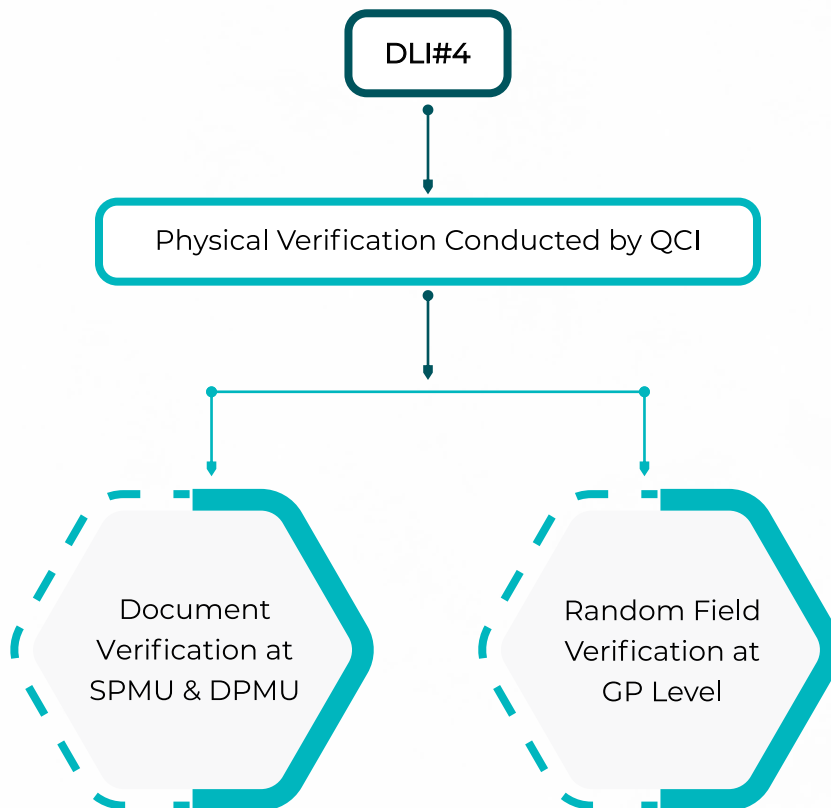 DLI#4
Physical Verification Conducted by QCI
Document
Verification at
SPMU & DPMU
Random Field
Verification at
GP Level